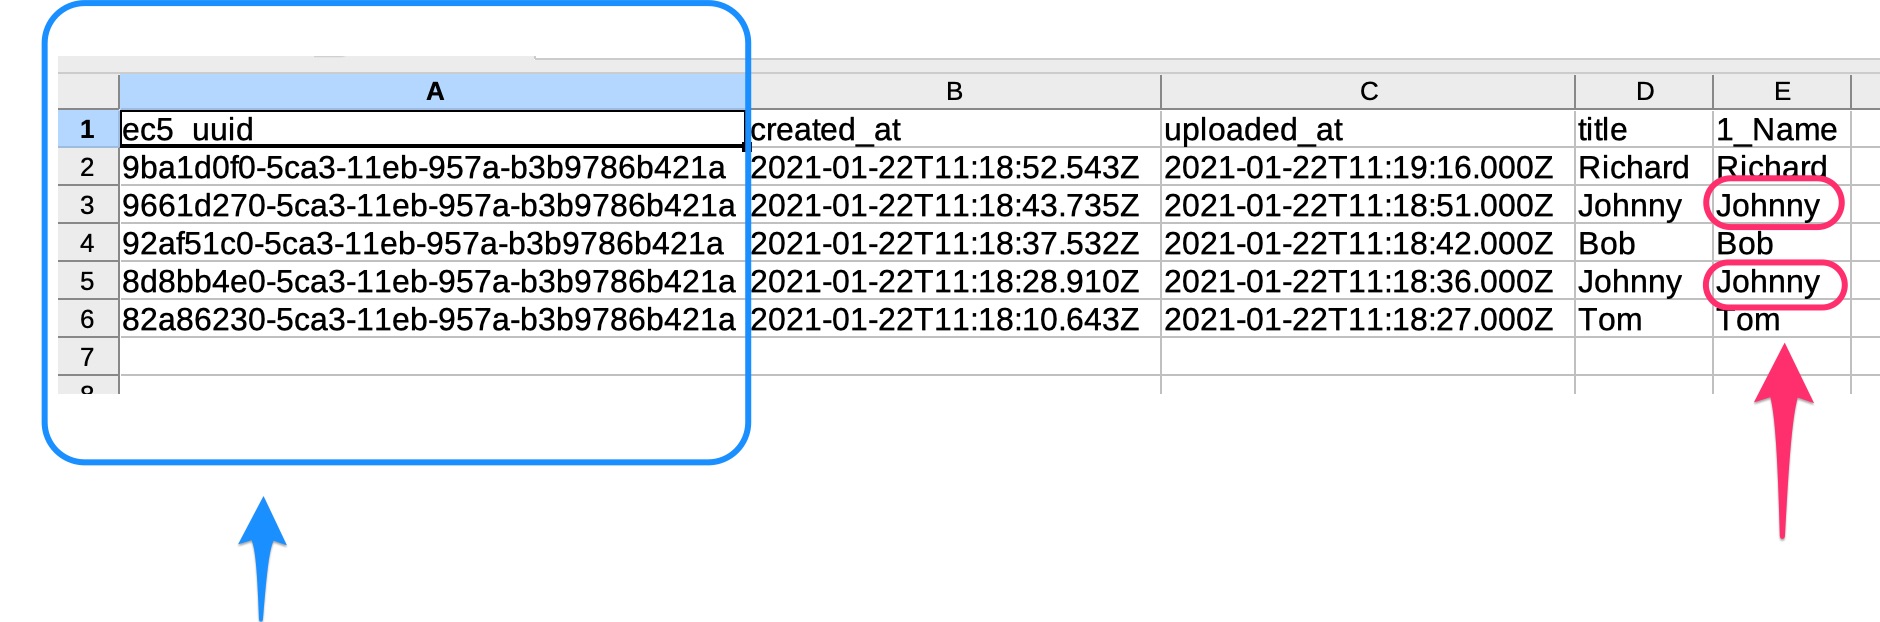 A B C D E
1 ec5_uuid created_at uploaded_at title 1_Name
2 9ba1d0f0-5ca3-11eb-957a-b3b9786b421a 2021-01-22T11:18:52.543Z 2021-01-22T11:19:16.000Z Richard Richard
3 9661d270-5ca3-11eb-957a-b3b9786b421a 2021-01-22T11:18:43.735Z 2021-01-22T11:18:51.000Z Johnny Johnny
4 92af51c0-5ca3-11eb-957a-b3b9786b421a 2021-01-22T11:18:37.532Z 2021-01-22T11:18:42.000Z Bob Bob
5 8d8bb4e0-5ca3-11eb-957a-b3b9786b421a 2021-01-22T11:18:28.910Z 2021-01-22T11:18:36.000Z Johnny Johnny
6 82a86230-5ca3-11eb-957a-b3b9786b421a 2021-01-22T11:18:10.643Z 2021-01-22T11:18:27.000Z Tom Tom
7
8